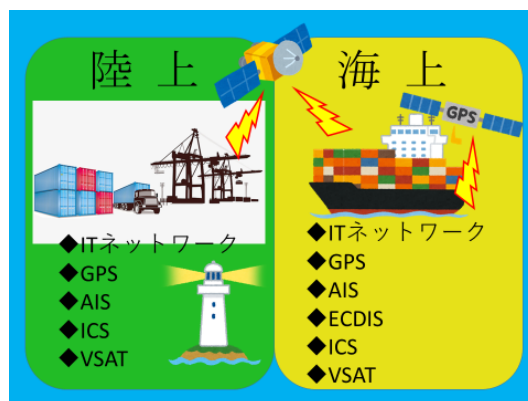 陸 上
◆ITネットワーク
◆GPS
◆AIS
◆ICS
◆VSAT
海 上
GPS
◆ITネットワーク
◆GPS
◆AIS
◆ECDIS
◆ICS
◆VSAT